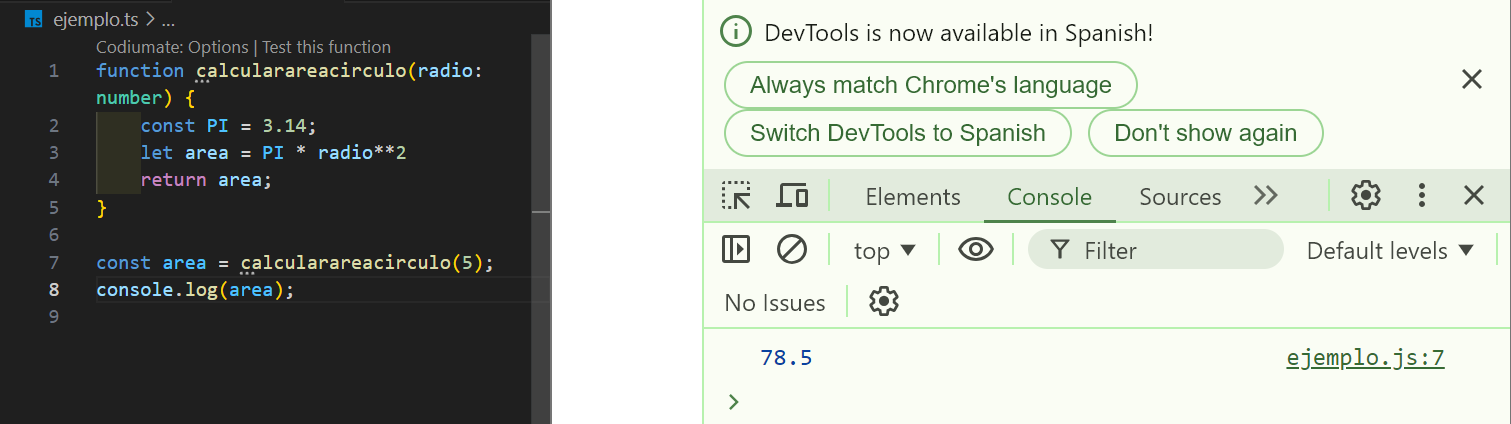 TS ejemplo.ts > ...
Codiumate: Options | Test this function
1 function calcularareacirculo(radio:
number) {
2 const PI = 3.14;
3 let area = PI * radio**2
4 return area;
5 }
6
7 const area = calcularareacirculo(5);
8 console.log(area);
9
DevTools is now available in Spanish!
Always match Chrome's language
Switch DevTools to Spanish Don't show again
Elements Console Sources
top Filter Default levels
No Issues
78.5 ejemplo.js:7